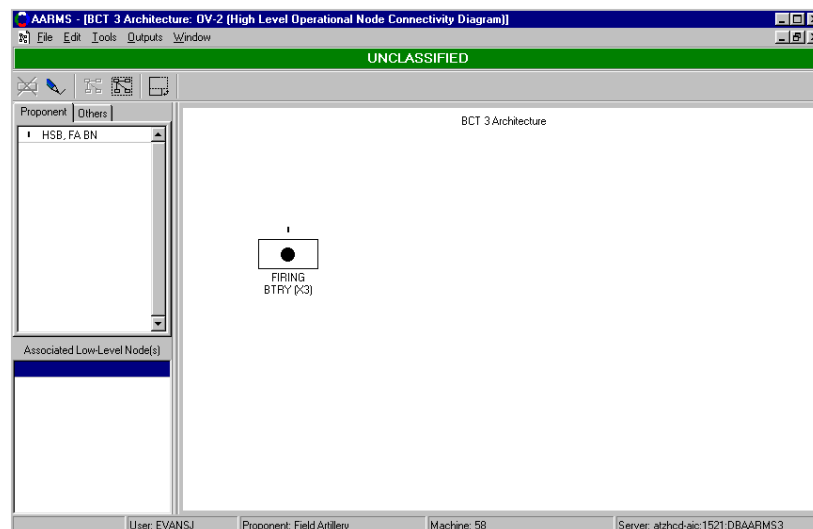 AARMS - [BCT 3 Architecture: OV-2 (High Level Operational Node Connectivity Diagram)]
File Edit Tools Outputs Window
UNCLASSIFIED
Proponent Others
I HSB, FA BN
BCT 3 Architecture
I
FIRING
BTRY (X3)
Associated Low-Level Node(s)
User: EVANSJ Proponent: Field Artillery Machine: 58 Server: atzhcd-aic:1521:DBAARMS3